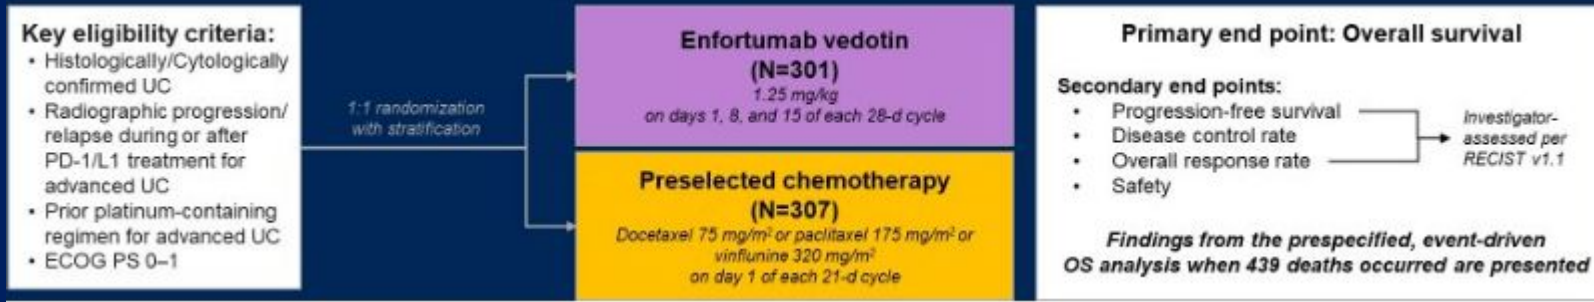 Key eligibility criteria:
• Histologically/Cytologically
confirmed UC
• Radiographic progression/
relapse during or after
PD-1/L1 treatment for
advanced UC
• Prior platinum-containing
regimen for advanced UC
• ECOG PS 0–1
1:1 randomization
with stratification
Enfortumab vedotin
(N=301)
1.25 mg/kg
on days 1, 8, and 15 of each 28-d cycle
Preselected chemotherapy
(N=307)
Docetaxel 75 mg/m² or paclitaxel 175 mg/m² or
vinflunine 320 mg/m²
on day 1 of each 21-d cycle
Primary end point: Overall survival
Secondary end points:
• Progression-free survival
• Disease control rate
• Overall response rate
• Safety
Investigator-
assessed per
RECIST v1.1
Findings from the prespecified, event-driven
OS analysis when 439 deaths occurred are presented